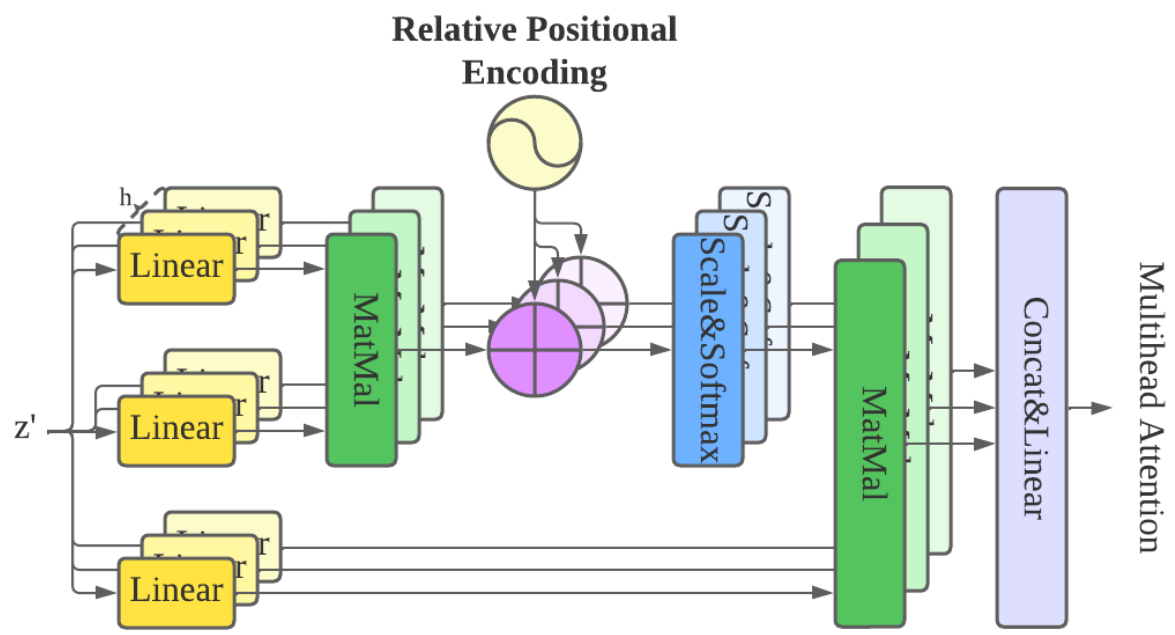 Relative Positional
Encoding
h
Linear
Linear
Linear
MatMal
Scale&Softmax
MatMal
Concat&Linear
Multihead Attention
z'